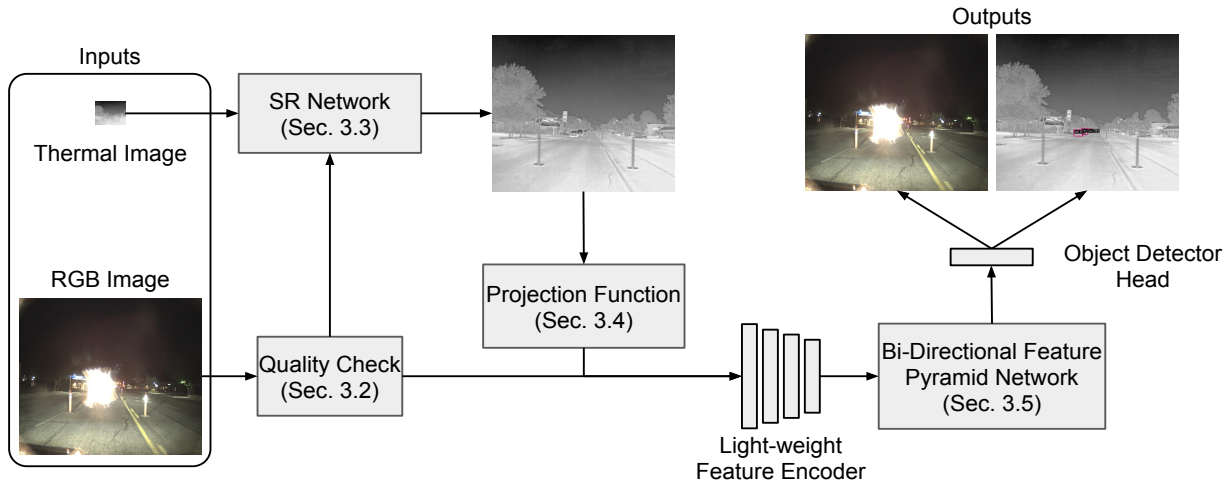 Inputs
Thermal Image
RGB Image
SR Network
(Sec. 3.3)
Quality Check
(Sec. 3.2)
Projection Function
(Sec. 3.4)
Light-weight
Feature Encoder
Bi-Directional Feature
Pyramid Network
(Sec. 3.5)
Object Detector
Head
Outputs